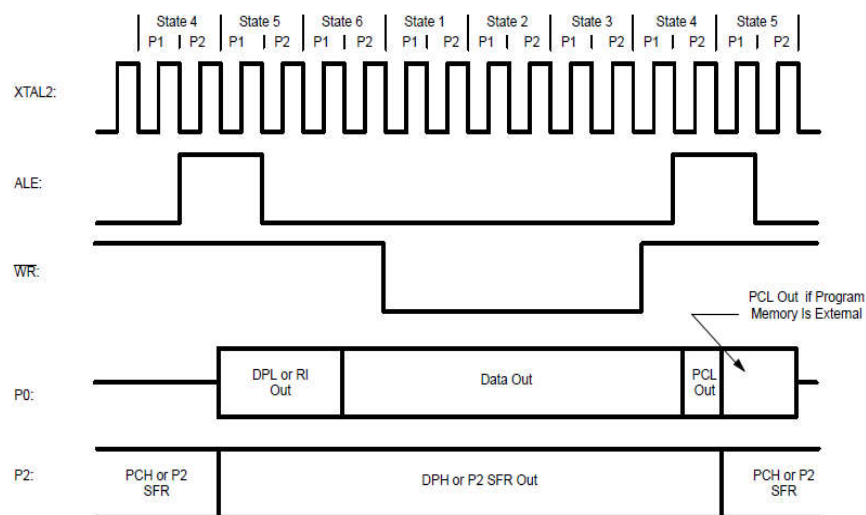 State 4 State 5 State 6 State 1 State 2 State 3 State 4 State 5
P1 P2 P1 P2 P1 P2 P1 P2 P1 P2 P1 P2 P1 P2 P1 P2
XTAL2:
ALE:
WR:
PCL Out if Program
Memory Is External
P0:
DPL or RI
Out
Data Out
PCL
Out
P2:
PCH or P2
SFR
DPH or P2 SFR Out
PCH or P2
SFR